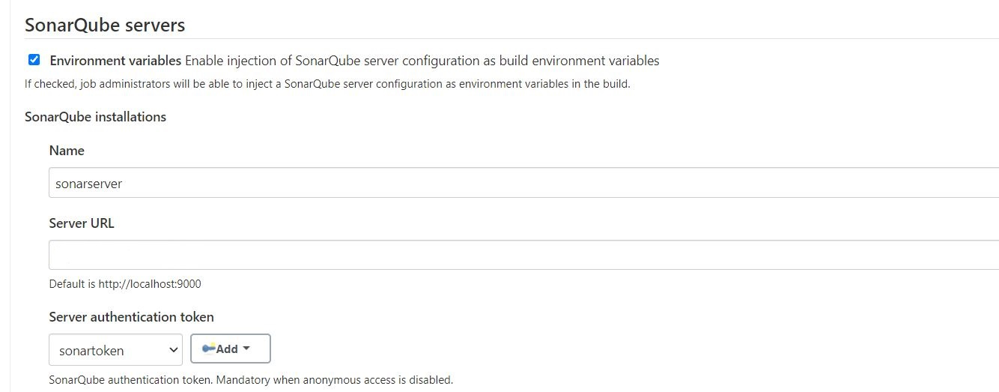 SonarQube servers
Environment variables Enable injection of SonarQube server configuration as build environment variables
If checked, job administrators will be able to inject a SonarQube server configuration as environment variables in the build.
SonarQube installations
Name
sonarserver
Server URL
Default is http://localhost:9000
Server authentication token
sonartoken Add
SonarQube authentication token. Mandatory when anonymous access is disabled.